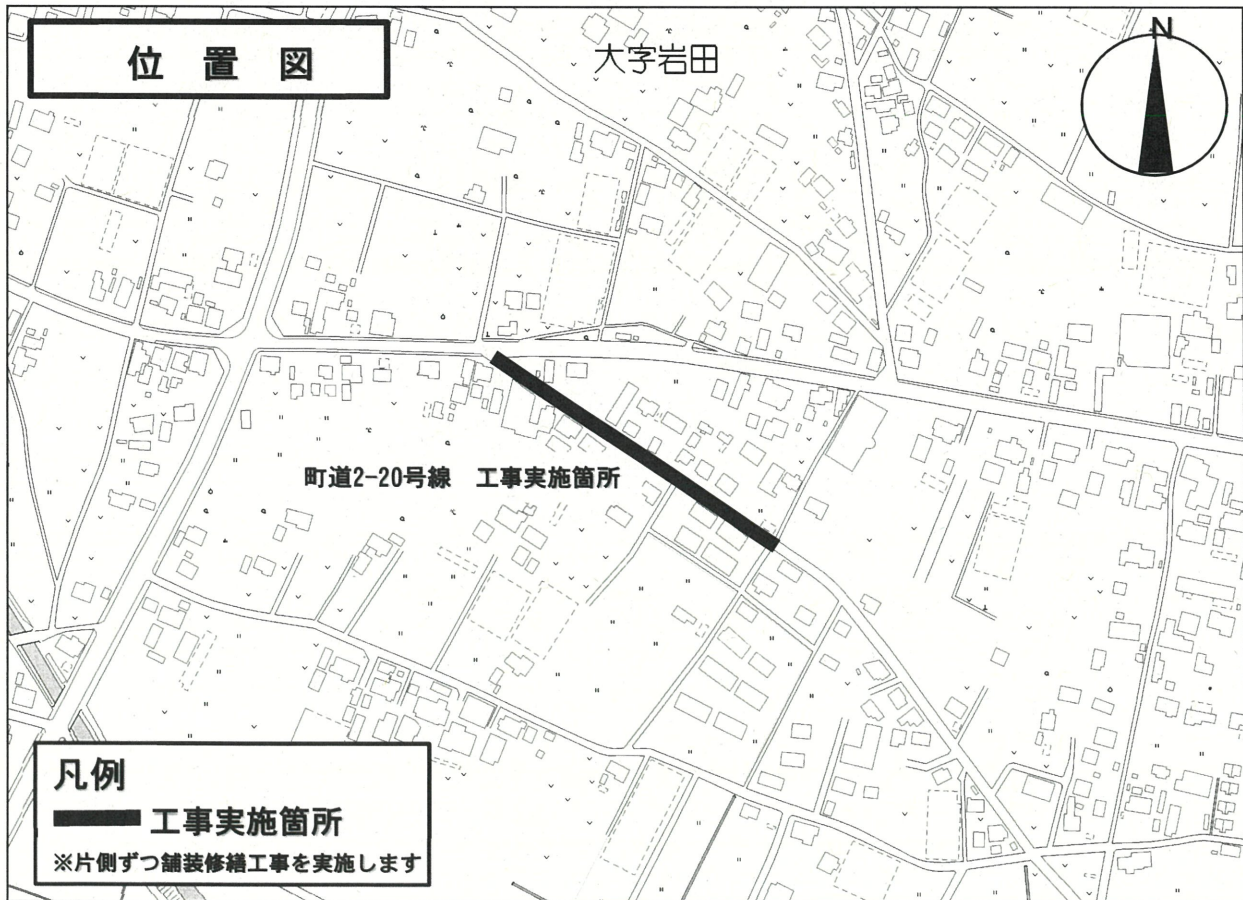 位置図
大字岩田
N
町道2-20号線 工事実施箇所
凡例
工事実施箇所
※片側ずつ舗装修繕工事を実施します